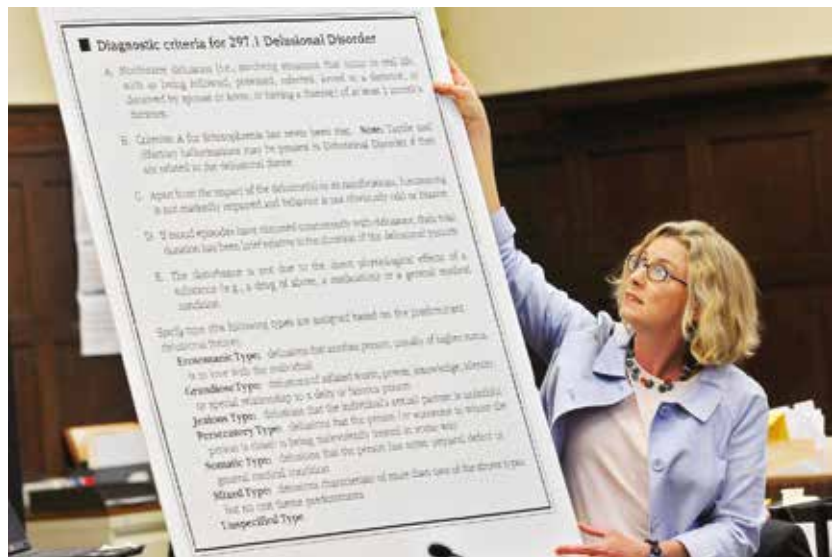 Diagnostic criteria for 297.1 Delusional Disorder
A. Nonbizarre delusions (i.e., involving situations that occur in real life,
such as being followed, poisoned, infected, loved at a distance, or
deceived by spouse or lover, or having a disease) of at least 1 month's
duration.
B. Criterion A for Schizophrenia has never been met. Note: Tactile and
olfactory hallucinations may be present in Delusional Disorder if they
are related to the delusional theme.
C. Apart from the impact of the delusion(s) or its ramifications, functioning
is not markedly impaired and behavior is not obviously odd or bizarre.
D. If mood episodes have occurred concurrently with delusions, their total
duration has been brief relative to the duration of the delusional periods.
E. The disturbance is not due to the direct physiological effects of a
substance (e.g., a drug of abuse, a medication) or a general medical
condition.
Specify type (the following types are assigned based on the predominant
delusional theme):
Erotomanic Type: delusions that another person, usually of higher status,
is in love with the individual
Grandiose Type: delusions of inflated worth, power, knowledge, identity,
or special relationship to a deity or famous person
Jealous Type: delusions that the individual's sexual partner is unfaithful
Persecutory Type: delusions that the person (or someone to whom the
person is close) is being malevolently treated in some way
Somatic Type: delusions that the person has some physical defect or
general medical condition
Mixed Type: delusions characteristic of more than one of the above types
but no one theme predominates
Unspecified Type